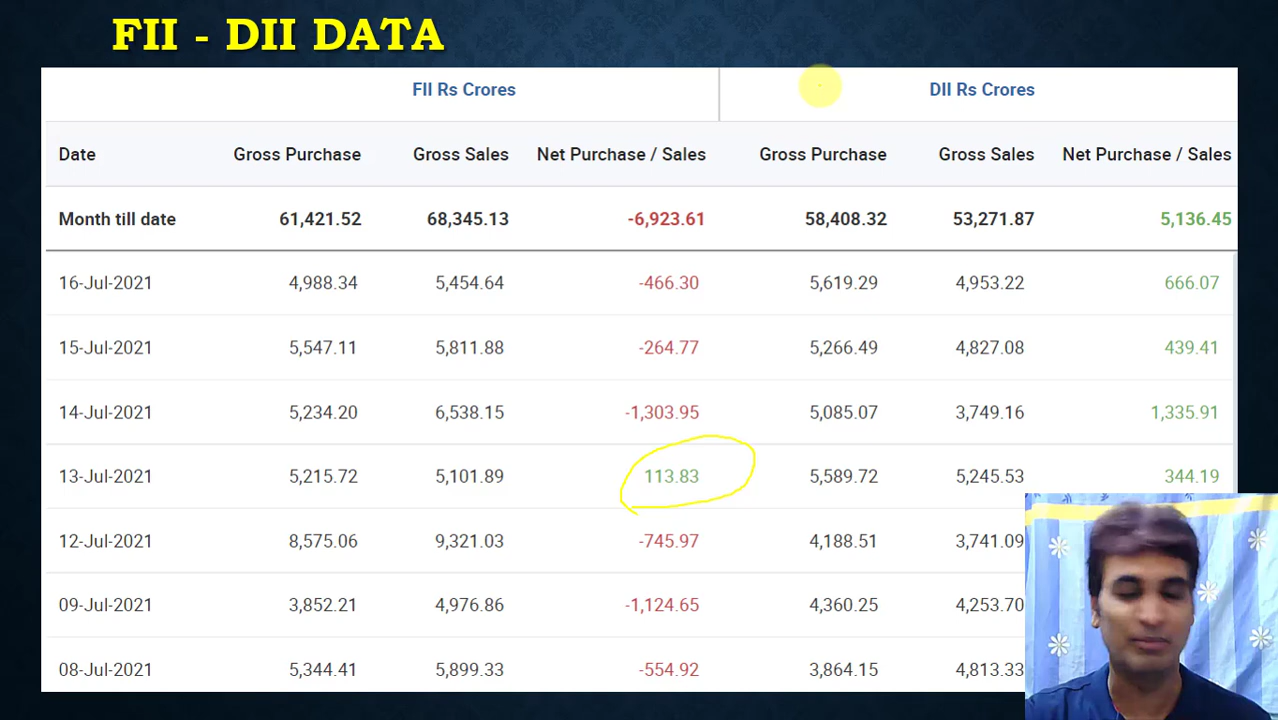 FII - DII DATA
FII Rs Crores DII Rs Crores
Date Gross Purchase Gross Sales Net Purchase / Sales Gross Purchase Gross Sales Net Purchase / Sales
Month till date 61,421.52 68,345.13 -6,923.61 58,408.32 53,271.87 5,136.45
16-Jul-2021 4,988.34 5,454.64 -466.30 5,619.29 4,953.22 666.07
15-Jul-2021 5,547.11 5,811.88 -264.77 5,266.49 4,827.08 439.41
14-Jul-2021 5,234.20 6,538.15 -1,303.95 5,085.07 3,749.16 1,335.91
13-Jul-2021 5,215.72 5,101.89 113.83 5,589.72 5,245.53 344.19
12-Jul-2021 8,575.06 9,321.03 -745.97 4,188.51 3,741.09
09-Jul-2021 3,852.21 4,976.86 -1,124.65 4,360.25 4,253.70
08-Jul-2021 5,344.41 5,899.33 -554.92 3,864.15 4,813.33